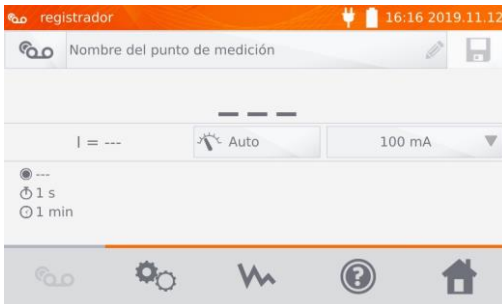 registrador 16:16 2019.11.12
Nombre del punto de medición
– – –
I = --- Auto 100 mA
---
1 s
1 min